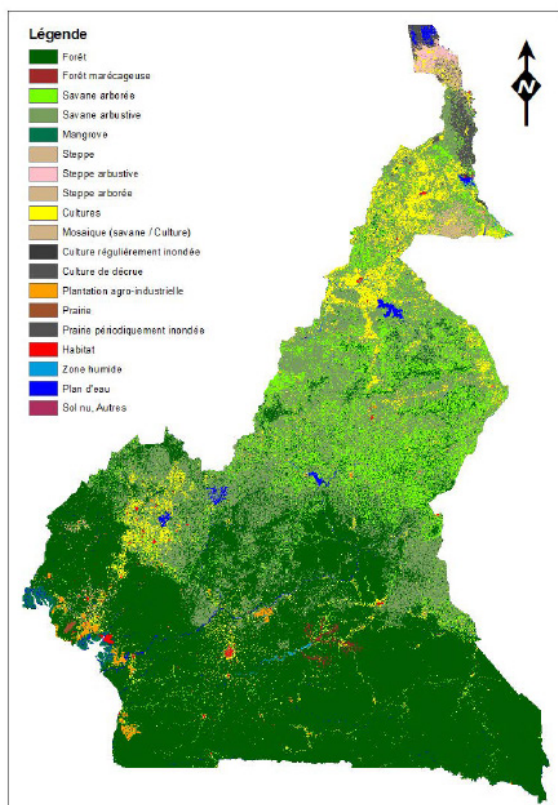 Légende
Forêt
Forêt marécageuse
Savane arborée
Savane arbustive
Mangrove
Steppe
Steppe arbustive
Steppe arborée
Cultures
Mosaique (savane / Culture)
Culture régulièrement inondée
Culture de décrue
Plantation agro-industrielle
Prairie
Prairie périodiquement inondée
Habitat
Zone humide
Plan d'eau
Sol nu, Autres
N